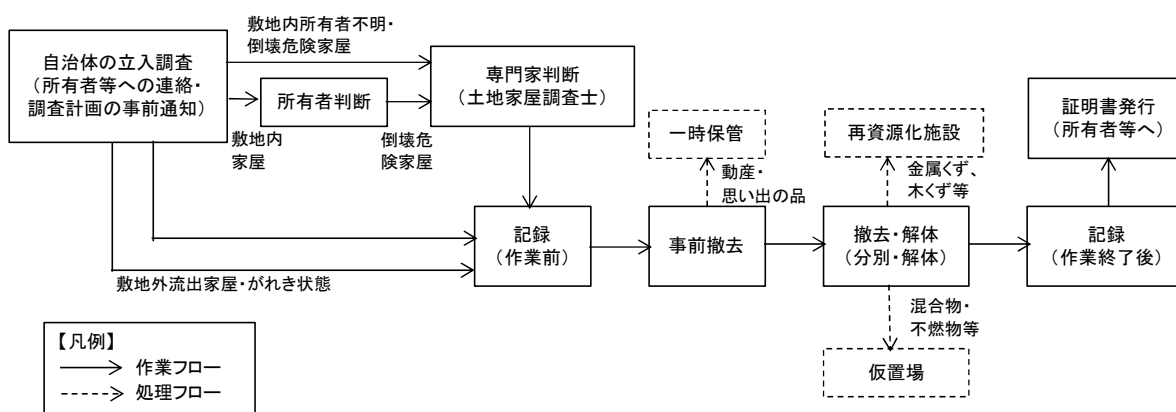 敷地内所有者不明・
倒壊危険家屋
自治体の立入調査
（所有者等への連絡・
調査計画の事前通知）
所有者判断
専門家判断
（土地家屋調査士）
敷地内
家屋
倒壊危
険家屋
一時保管
再資源化施設
証明書発行
（所有者等へ）
動産・
思い出の品
金属くず、
木くず等
記録
（作業前）
事前撤去
撤去・解体
（分別・解体）
記録
（作業終了後）
敷地外流出家屋・がれき状態
混合物・
不燃物等
仮置場
【凡例】
作業フロー
処理フロー